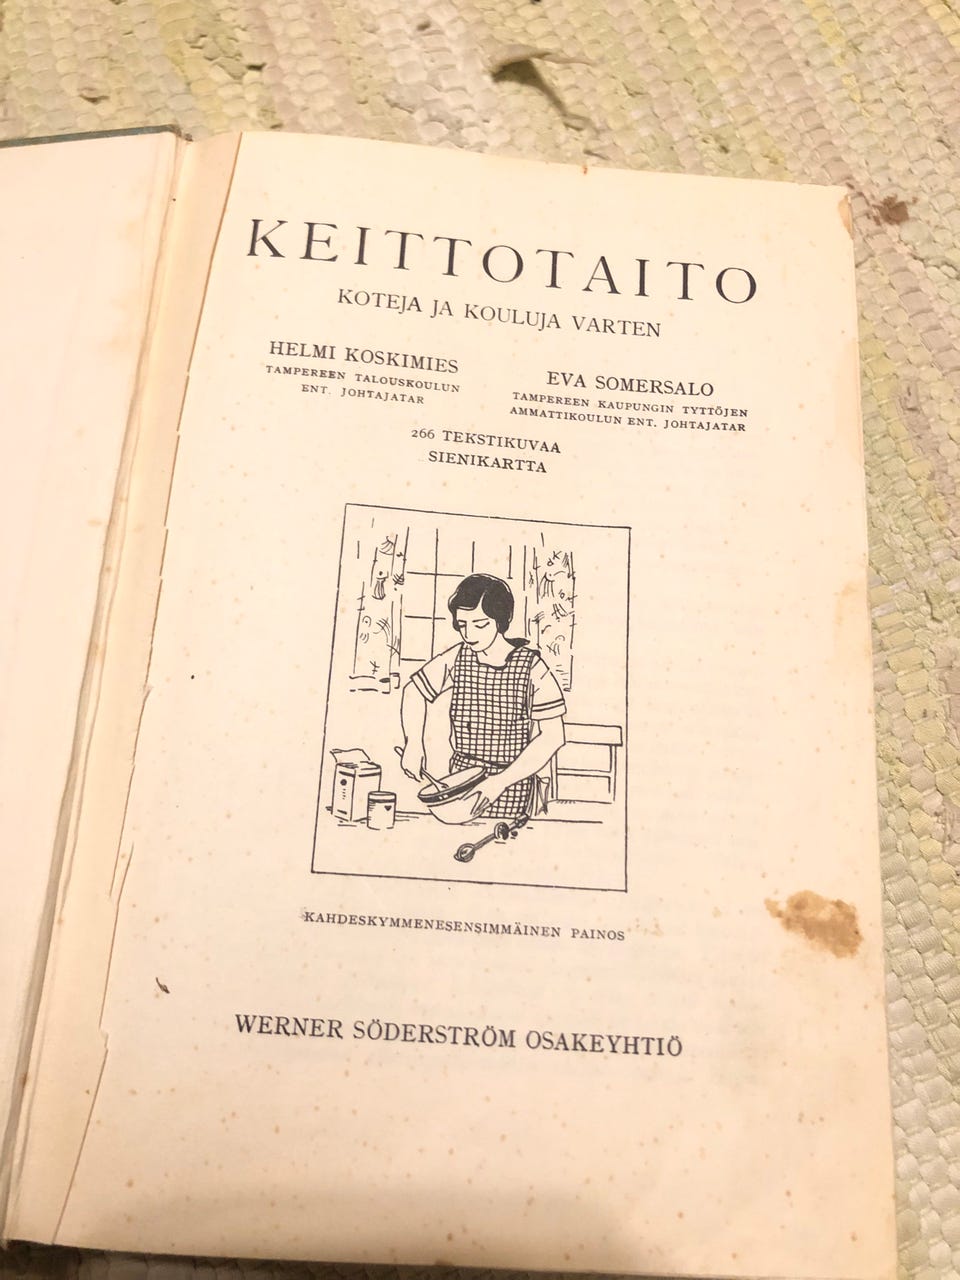 KEITTOTAITO
KOTEJA JA KOULUJA VARTEN
HELMI KOSKIMIES
TAMPEREEN TALOUSKOULUN
ENT. JOHTAJATAR
EVA SOMERSALO
TAMPEREEN KAUPUNGIN TYTTÖJEN
AMMATTIKOULUN ENT. JOHTAJATAR
266 TEKSTIKUVAA
SIENIKARTTA
KAHDESKYMMENESENSIMMÄINEN PAINOS
WERNER SÖDERSTRÖM OSAKEYHTIÖ